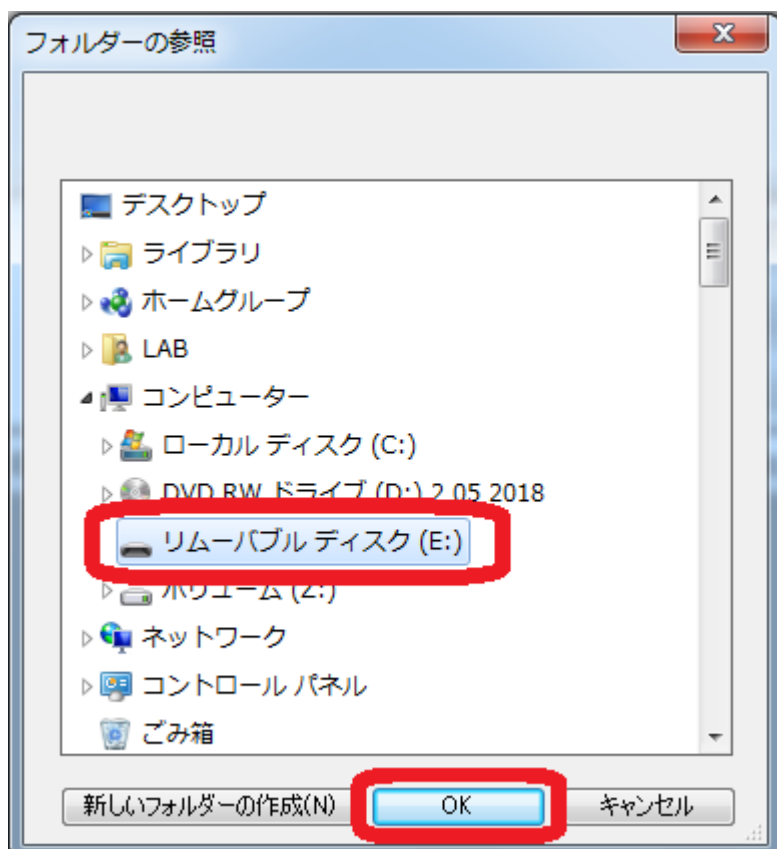 フォルダーの参照
デスクトップ
ライブラリ
ホームグループ
LAB
コンピューター
ローカル ディスク (C:)
DVD RW ドライブ (D:) 2 05 2018
リムーバブル ディスク (E:)
ボリューム (Z:)
ネットワーク
コントロール パネル
ごみ箱
新しいフォルダーの作成(N)
OK
キャンセル